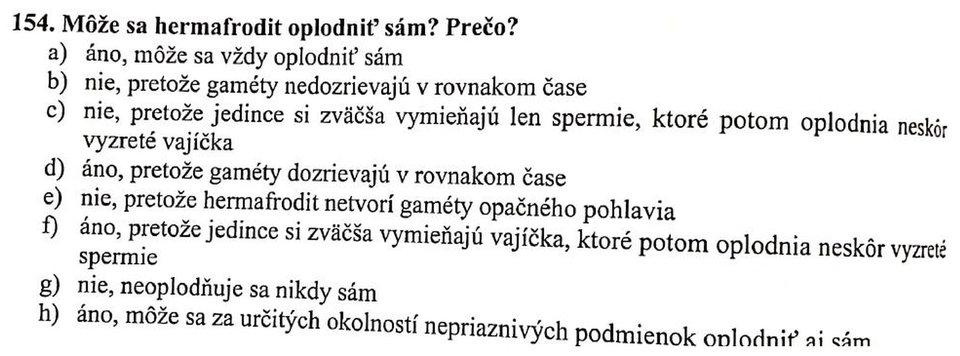 154. Môže sa hermafrodit oplodniť sám? Prečo?
a) áno, môže sa vždy oplodniť sám
b) nie, pretože gaméty nedozrievajú v rovnakom čase
c) nie, pretože jedince si zväčša vymieňajú len spermie, ktoré potom oplodnia neskôr
vyzreté vajíčka
d) áno, pretože gaméty dozrievajú v rovnakom čase
e) nie, pretože hermafrodit netvorí gaméty opačného pohlavia
f) áno, pretože jedince si zväčša vymieňajú vajíčka, ktoré potom oplodnia neskôr vyzreté
spermie
g) nie, neoplodňuje sa nikdy sám
h) áno, môže sa za určitých okolností nepriaznivých podmienok oplodniť aj sám